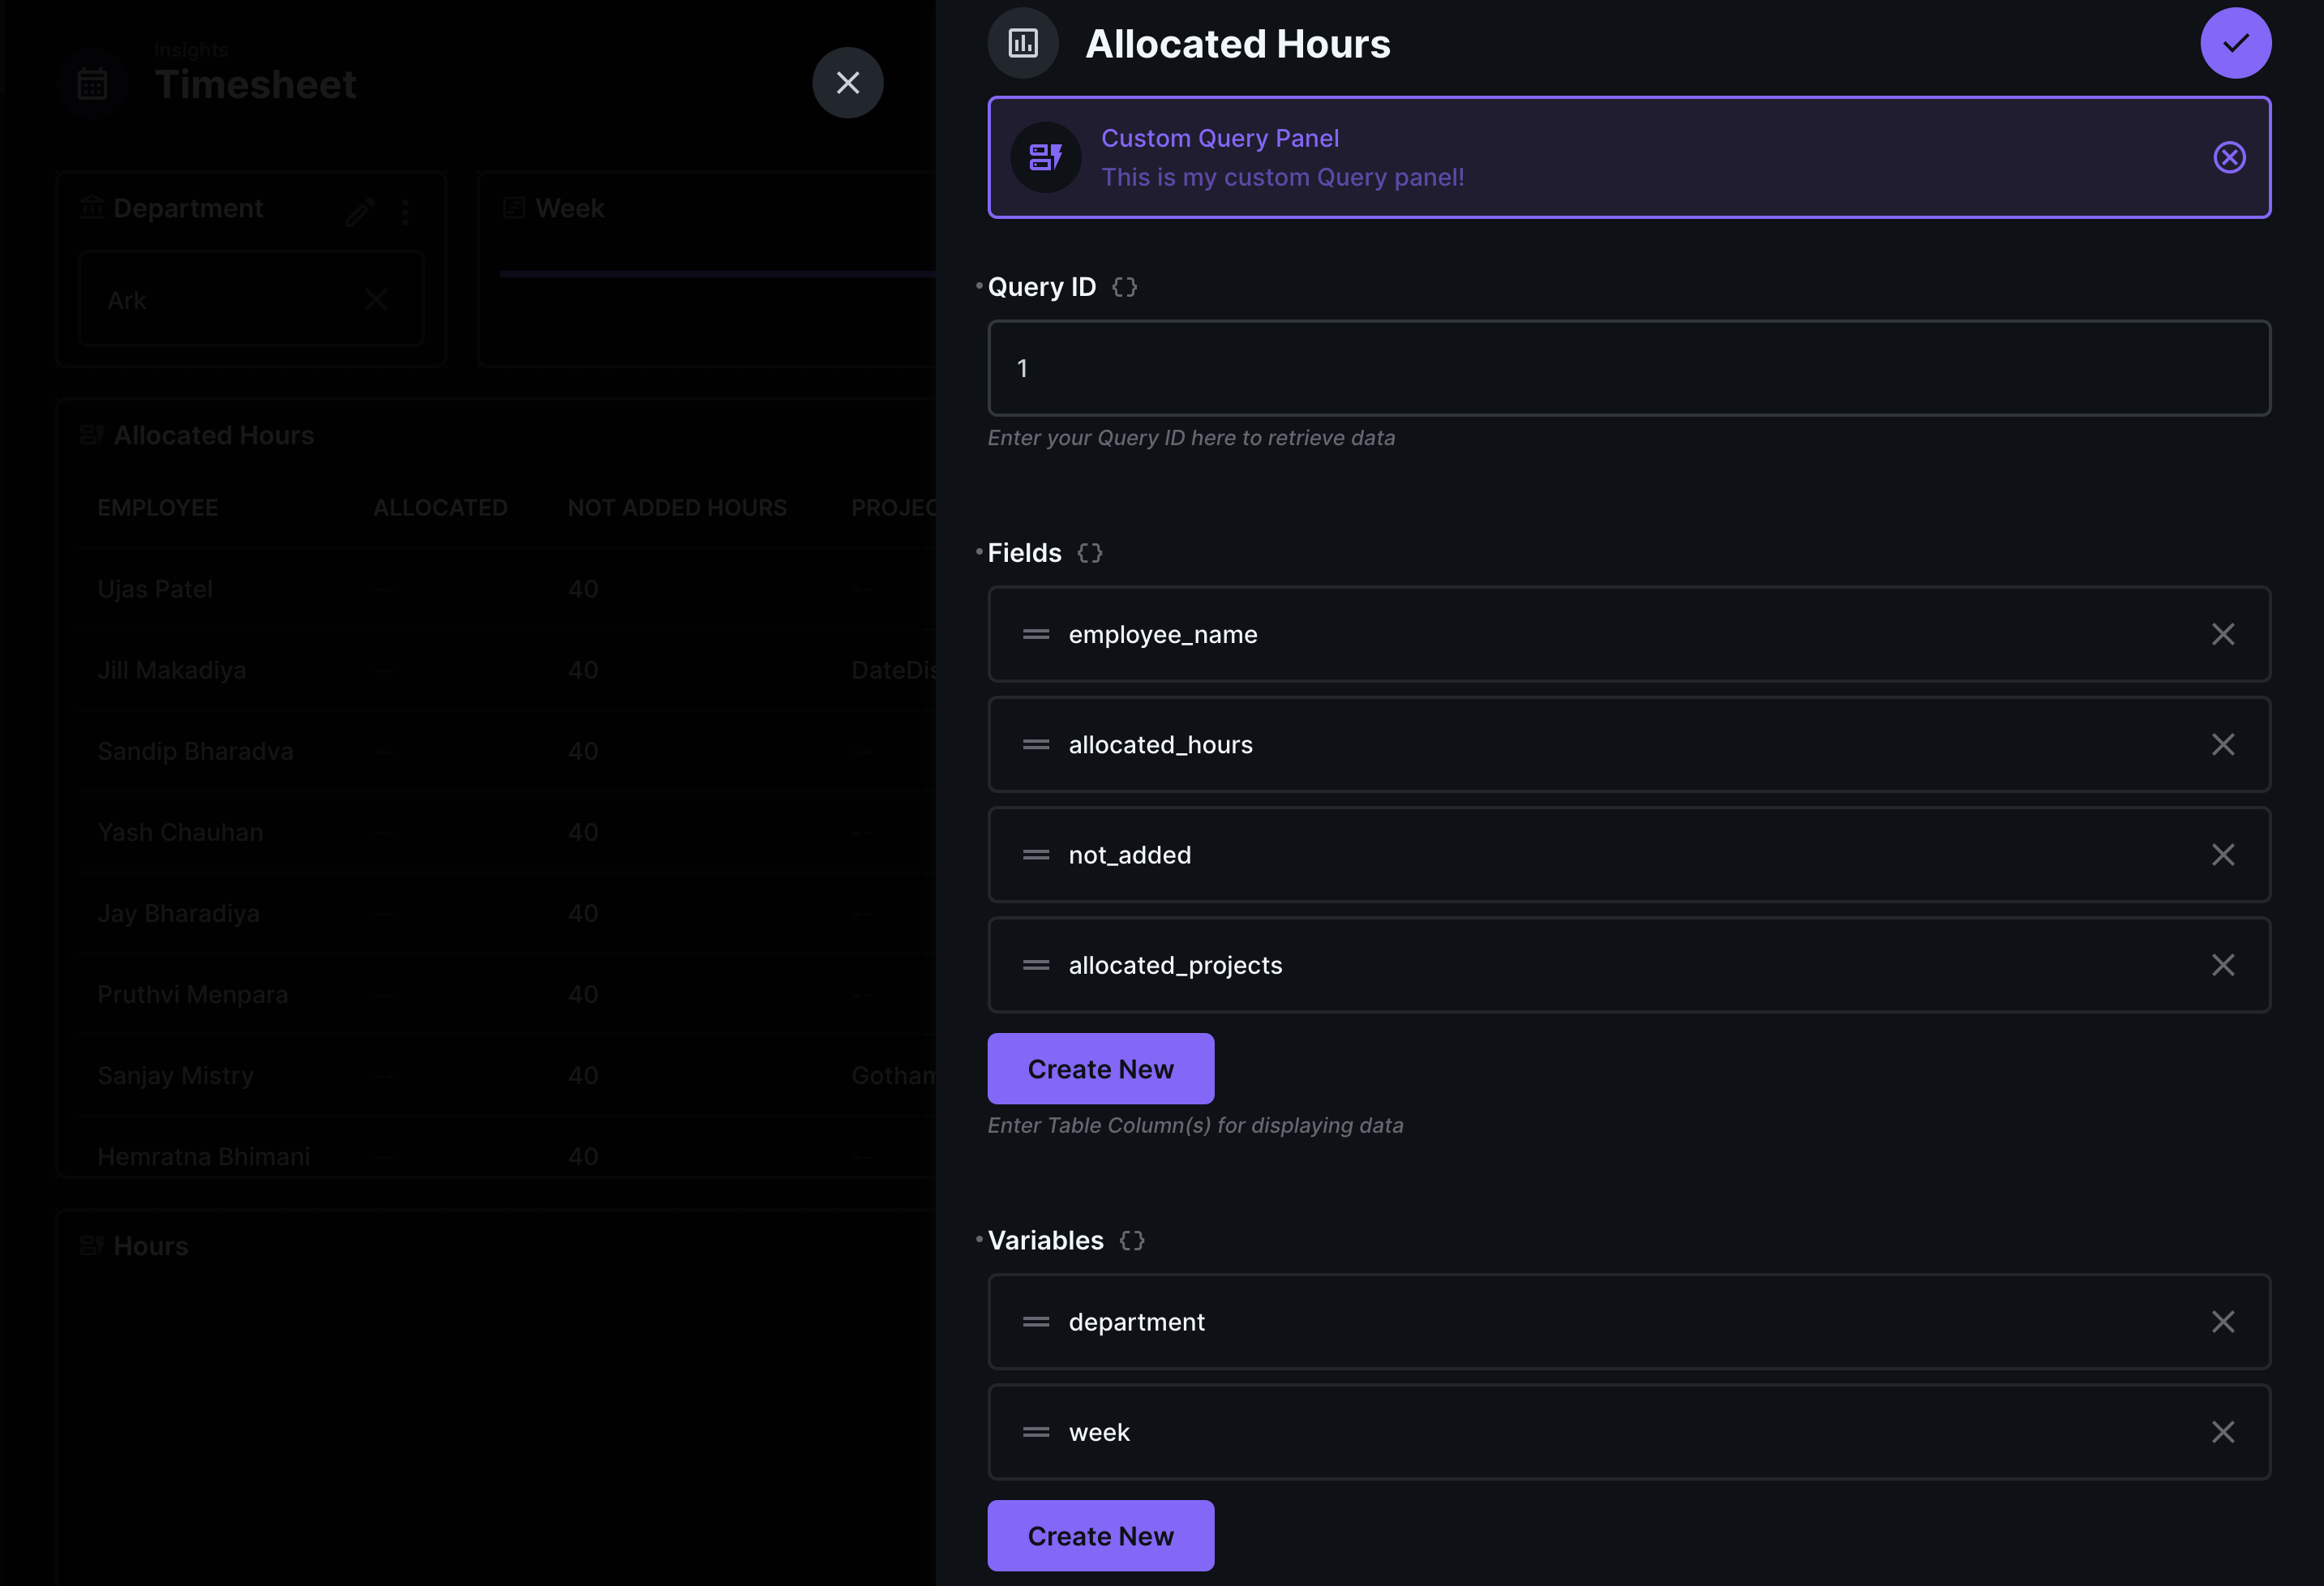 Insights
Timesheet
Department
Ark
Week
Allocated Hours
EMPLOYEE ALLOCATED NOT ADDED HOURS PROJEC
Ujas Patel -- 40 --
Jill Makadiya -- 40 DateDis
Sandip Bharadva -- 40 --
Yash Chauhan -- 40 --
Jay Bharadiya -- 40 --
Pruthvi Menpara -- 40 --
Sanjay Mistry -- 40 Gotham
Hemratna Bhimani -- 40 --
Hours
Allocated Hours
Custom Query Panel
This is my custom Query panel!
Query ID {}
1
Enter your Query ID here to retrieve data
Fields {}
employee_name
allocated_hours
not_added
allocated_projects
Create New
Enter Table Column(s) for displaying data
Variables {}
department
week
Create New